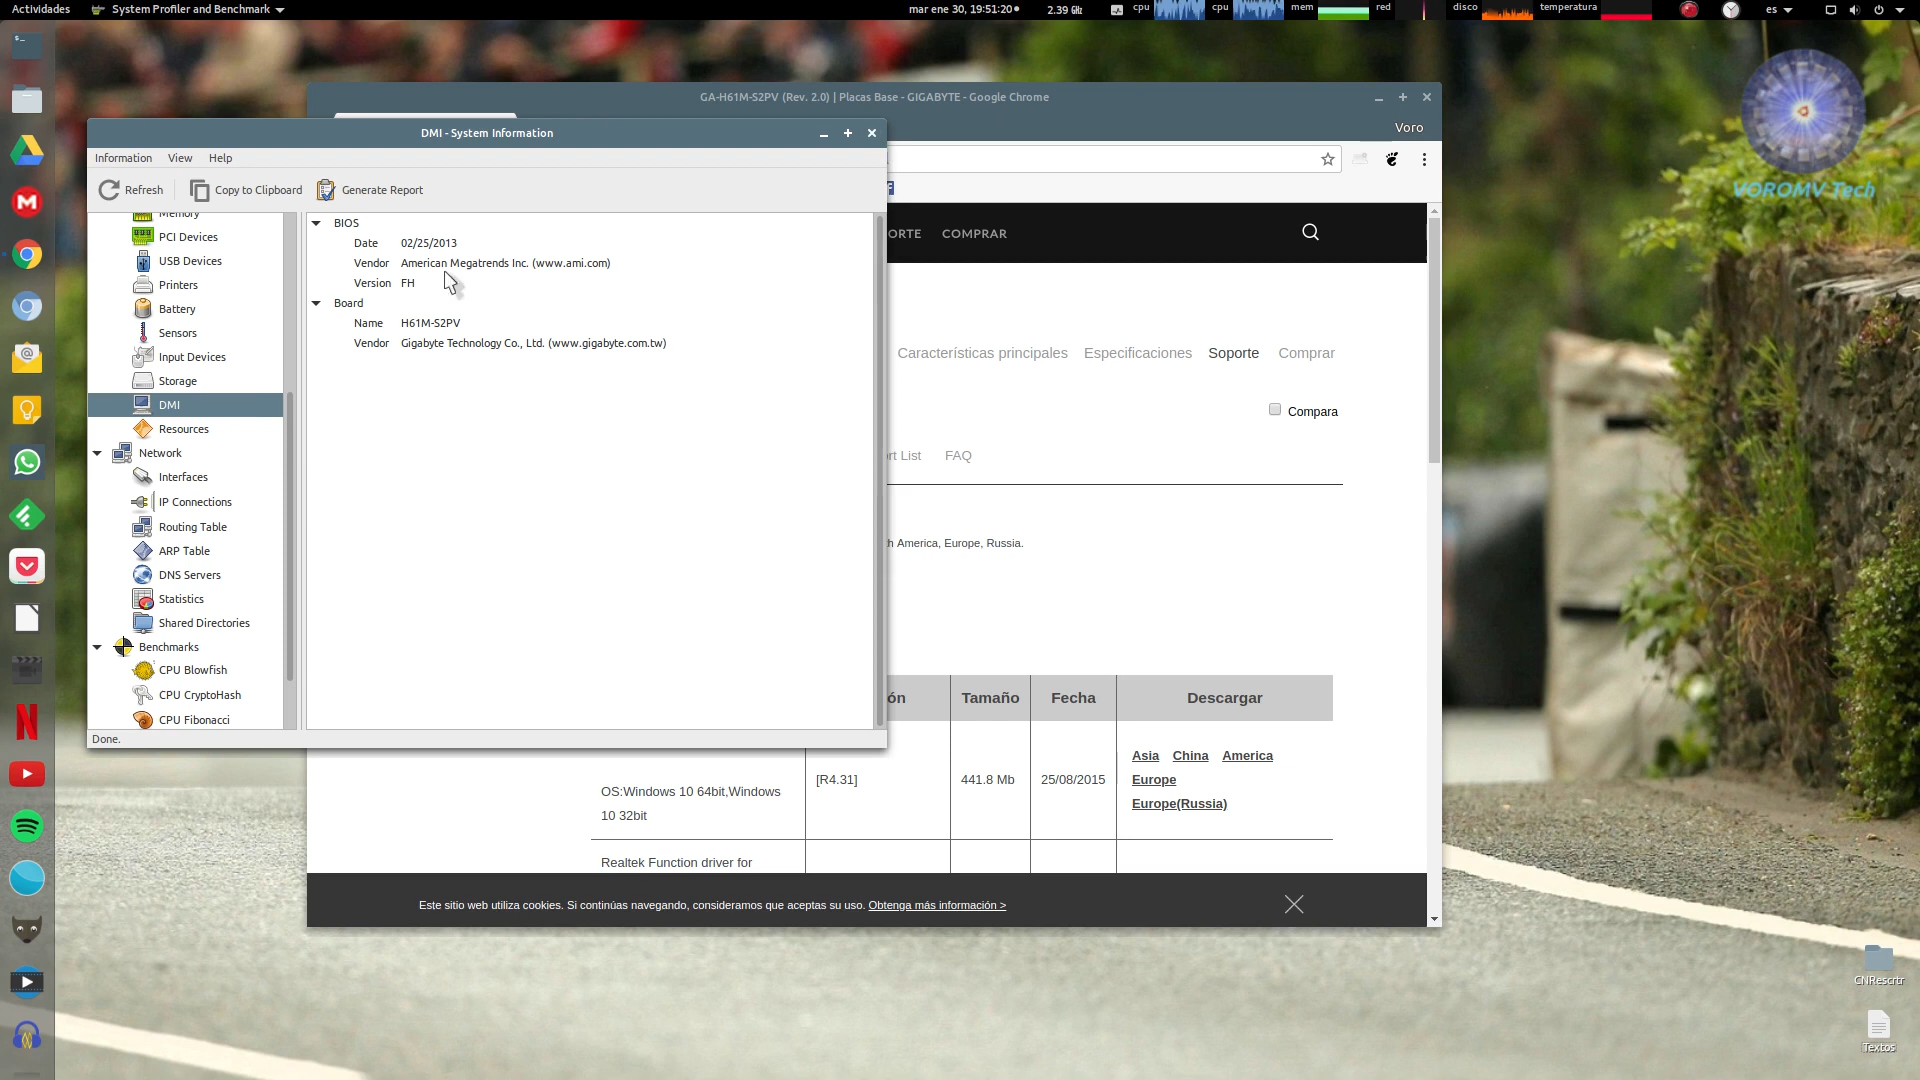 Actividades
System Profiler and Benchmark
mar ene 30, 19:51:20
2.39 GHz
cpu
cpu
mem
red
disco
temperatura
es
GA-H61M-S2PV (Rev. 2.0) | Placas Base - GIGABYTE - Google Chrome
Voro
DMI - System Information
Information View Help
Refresh
Copy to Clipboard
Generate Report
Memory
PCI Devices
USB Devices
Printers
Battery
Sensors
Input Devices
Storage
DMI
Resources
Network
Interfaces
IP Connections
Routing Table
ARP Table
DNS Servers
Statistics
Shared Directories
Benchmarks
CPU Blowfish
CPU CryptoHash
CPU Fibonacci
Done.
BIOS
Date 02/25/2013
Vendor American Megatrends Inc. (www.ami.com)
Version FH
Board
Name H61M-S2PV
Vendor Gigabyte Technology Co., Ltd. (www.gigabyte.com.tw)
ORTE COMPRAR
Características principales Especificaciones Soporte Comprar
Compara
rt List FAQ
h America, Europe, Russia.
ón Tamaño Fecha Descargar
OS:Windows 10 64bit,Windows
10 32bit
[R4.31]
441.8 Mb
25/08/2015
Asia China America
Europe
Europe(Russia)
Realtek Function driver for
Este sitio web utiliza cookies. Si continúas navegando, consideramos que aceptas su uso. Obtenga más información >
VOROMV Tech
CNRescrtr
Textos